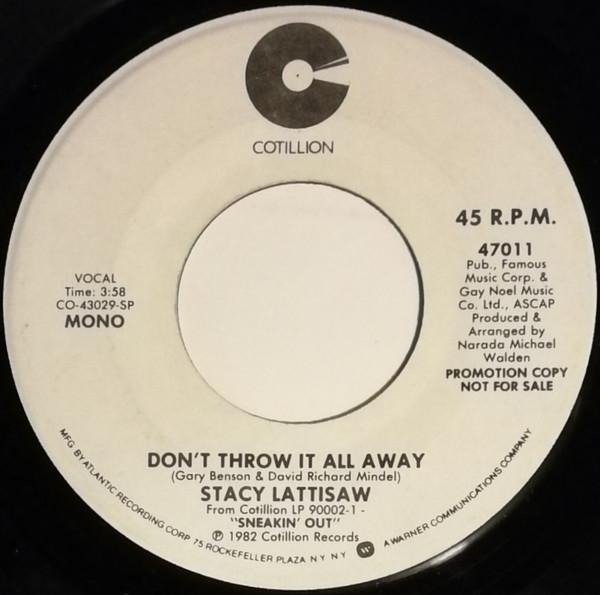 COTILLION
45 R.P.M.
47011
Pub., Famous
Music Corp. &
Gay Noel Music
Co. Ltd., ASCAP
Produced &
Arranged by
Narada Michael
Walden
PROMOTION COPY
NOT FOR SALE
VOCAL
Time: 3:58
CO-43029-SP
MONO
DON'T THROW IT ALL AWAY
(Gary Benson & David Richard Mindel)
STACY LATTISAW
From Cotillion LP 90002-1 -
"SNEAKIN' OUT"
℗ 1982 Cotillion Records
MFG BY ATLANTIC RECORDING CORP 75 ROCKEFELLER PLAZA N Y N Y W A WARNER COMMUNICATIONS COMPANY